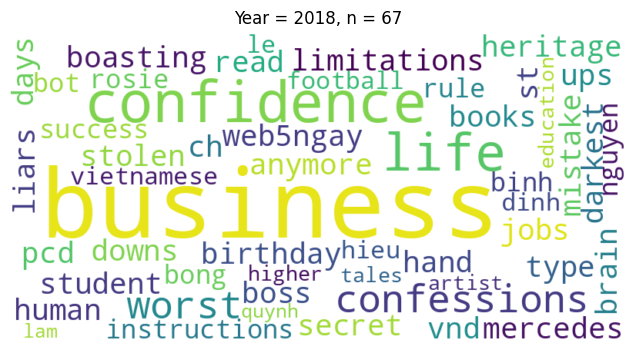 Year = 2018, n = 67
days boasting le read limitations heritage
bot rosie football rule st education ups
confidence books mistake darkest nguyen
liars success stolen ch web5ngay anymore life
vietnamese business binh dinh jobs
pcd downs birthday hieu hand type brain
student bong higher tales artist
human worst boss quynh confessions
lam instructions secret vnd mercedes